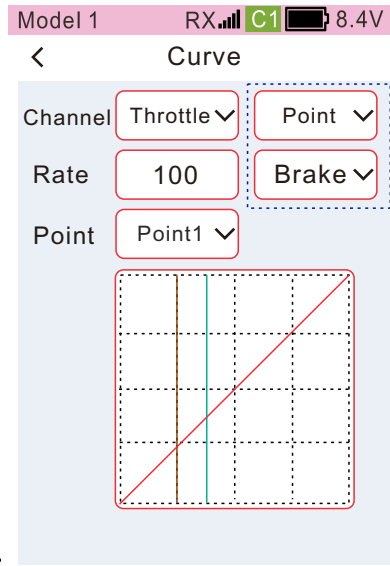 Model 1 RX C1 8.4V
Curve
Channel Throttle Point
Rate 100 Brake
Point Point1